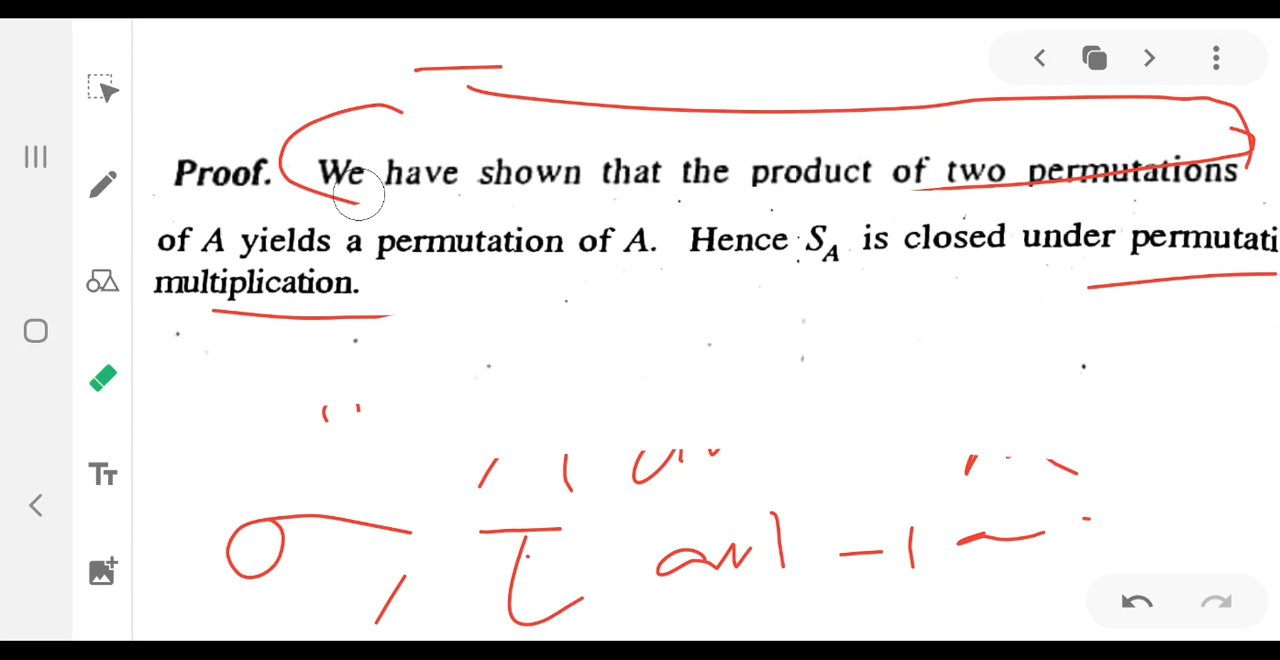 Proof. We have shown that the product of two permutations
of A yields a permutation of A. Hence S_A is closed under permutati
multiplication.
σ, τ and